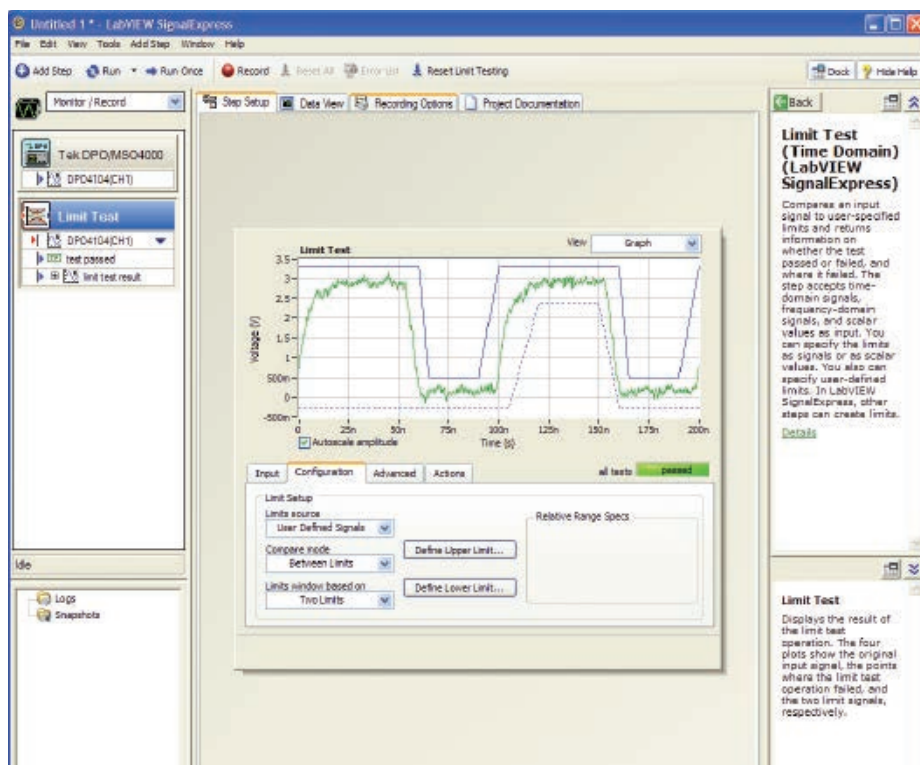 Untitled 1 * - LabVIEW SignalExpress
File Edit View Tools Add Step Window Help
Add Step Run Run Once Record Reset All Error List Reset Limit Testing Dock Hide Help
Monitor / Record
Step Setup Data View Recording Options Project Documentation
Back
Tek DPO/MSO4000
DPO4104(CH1)
Limit Test
DPO4104(CH1)
test passed
limit test result
Idle
Logs
Snapshots
Limit Test
View Graph
3.5
3
2.5
2
1.5
1
500m
0
-500m
Voltage (V)
0 25n 50n 75n 100n 125n 150n 175n 200n
Autoscale amplitude
Time (s)
Input Configuration Advanced Actions
all tests passed
Limit Setup
Limits source
User Defined Signals
Compare mode
Between Limits
Define Upper Limit...
Limits window based on
Two Limits
Define Lower Limit...
Relative Range Specs
Limit Test
(Time Domain)
(LabVIEW
SignalExpress)
Compares an input
signal to user-specified
limits and returns
information on
whether the test
passed or failed, and
where it failed. The
step accepts time-
domain signals,
frequency-domain
signals, and scalar
values as input. You
can specify the limits
as signals or as scalar
values. You also can
specify user-defined
limits. In LabVIEW
SignalExpress, other
steps can create limits.
Details
Limit Test
Displays the result of
the limit test
operation. The four
plots show the original
input signal, the points
where the limit test
operation failed, and
the two limit signals,
respectively.